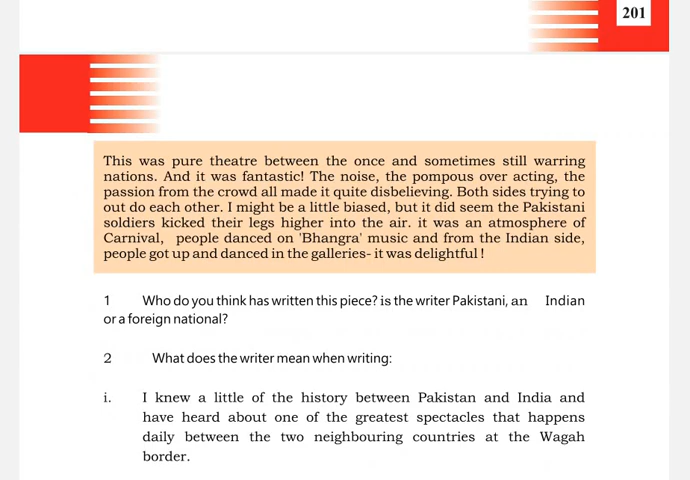 201
This was pure theatre between the once and sometimes still warring
nations. And it was fantastic! The noise, the pompous over acting, the
passion from the crowd all made it quite disbelieving. Both sides trying to
out do each other. I might be a little biased, but it did seem the Pakistani
soldiers kicked their legs higher into the air. it was an atmosphere of
Carnival, people danced on 'Bhangra' music and from the Indian side,
people got up and danced in the galleries- it was delightful !
1 Who do you think has written this piece? is the writer Pakistani, an Indian
or a foreign national?
2 What does the writer mean when writing:
i. I knew a little of the history between Pakistan and India and
have heard about one of the greatest spectacles that happens
daily between the two neighbouring countries at the Wagah
border.